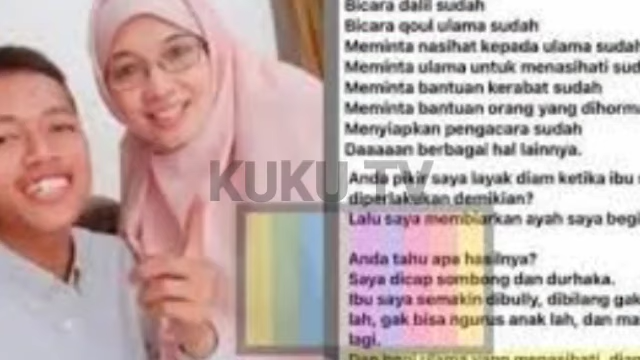 Bicara dalil sudah
Bicara qoul ulama sudah
Meminta nasihat kepada ulama sudah
Meminta ulama untuk menasihati
Meminta bantuan kerabat sudah
Meminta bantuan orang yang
Menyiapkan pengacara sudah
Daaaaan berbagai hal lainnya.
KUKU TV
Anda pikir saya layak diam ketika ibu
diperlakukan demikian?
Lalu saya membiarkan ayah saya
Anda tahu apa hasilnya?
Saya dicap sombong dan durhaka.
Ibu saya semakin dibully, dibilang gak
lah, gak bisa ngurus anak lah, dan
lagi.